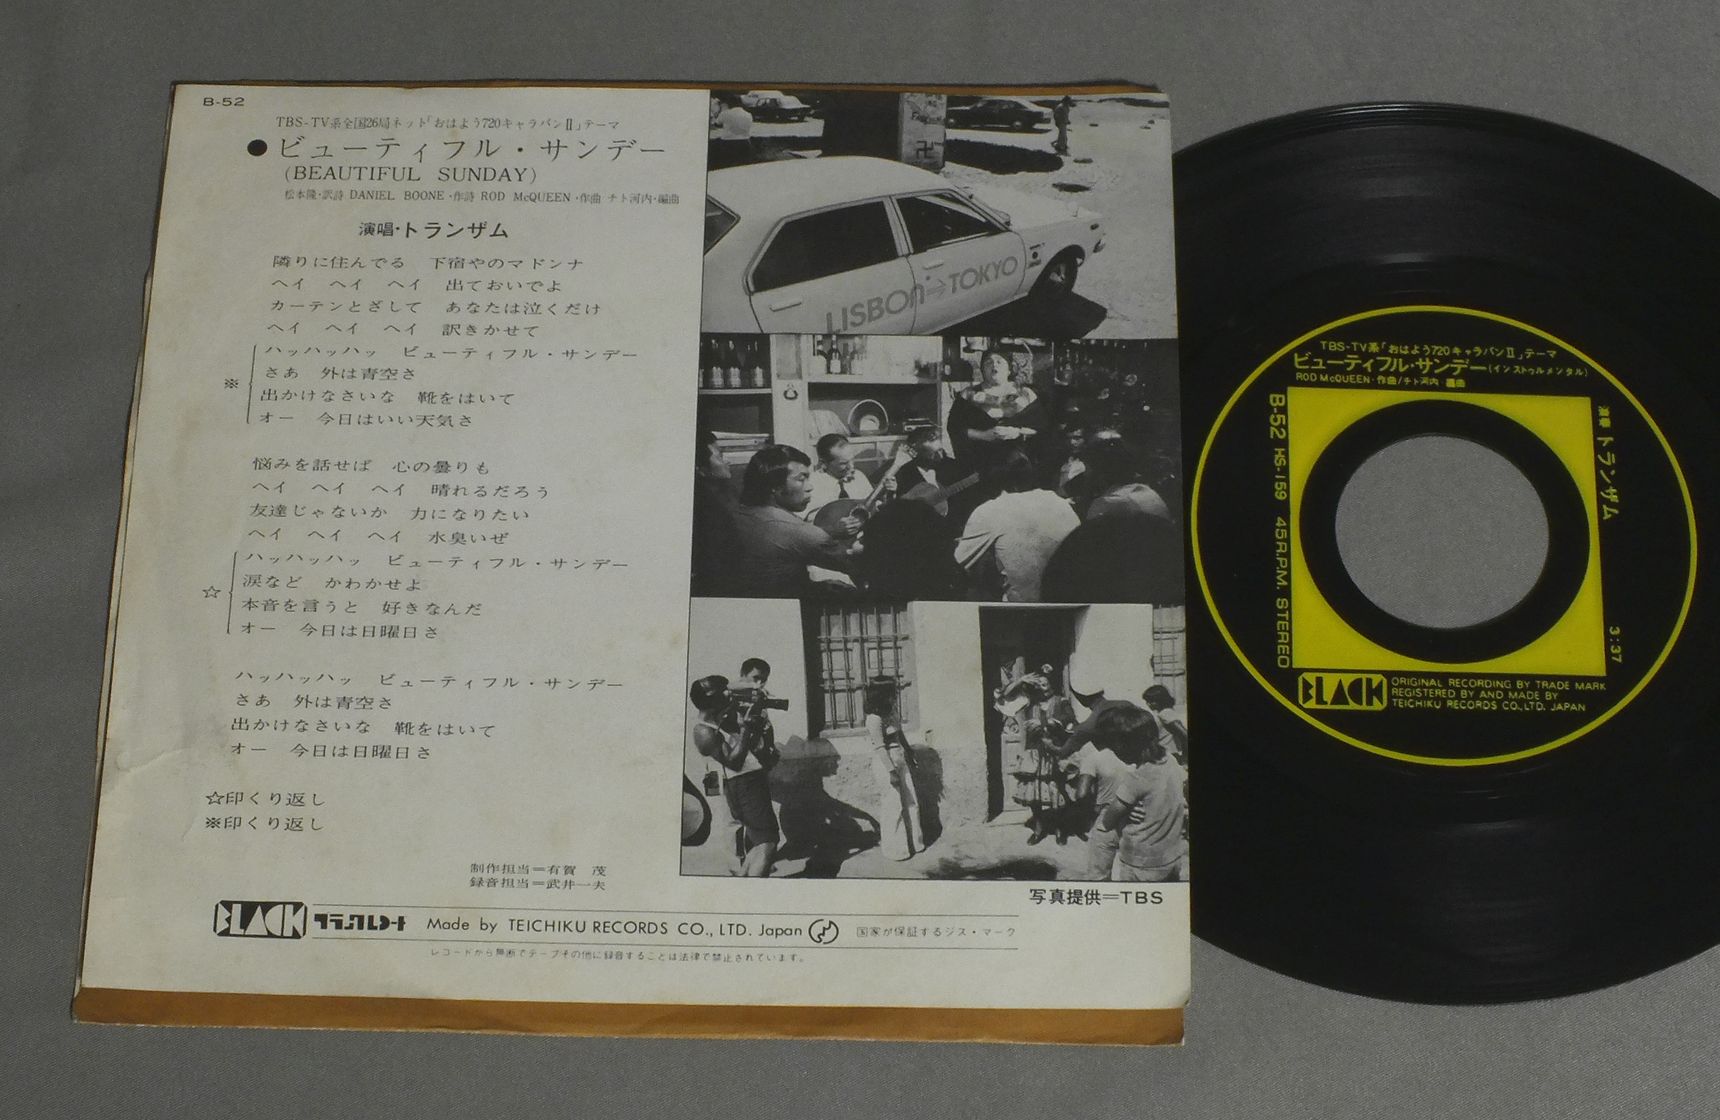 B-52
TBS-TV系全国26局ネット「おはよう720キャラバンⅡ」テーマ
●ビューティフル・サンデー
(BEAUTIFUL SUNDAY)
松本隆・訳詩 DANIEL BOONE・作詩 ROD McQUEEN・作曲 チト河内・編曲
演唱・トランザム
隣りに住んでる 下宿やのマドンナ
ヘイ ヘイ ヘイ 出ておいでよ
カーテンとざして あなたは泣くだけ
ヘイ ヘイ ヘイ 訳きかせて
ハッハッハッ ビューティフル・サンデー
さあ 外は青空さ
※
出かけなさいな 靴をはいて
オー 今日はいい天気さ
悩みを話せば 心の曇りも
ヘイ ヘイ ヘイ 晴れるだろう
友達じゃないか 力になりたい
ヘイ ヘイ ヘイ 水臭いぜ
ハッハッハッ ビューティフル・サンデー
涙など かわかせよ
☆
本音を言うと 好きなんだ
オー 今日は日曜日さ
ハッハッハッ ビューティフル・サンデー
さあ 外は青空さ
出かけなさいな 靴をはいて
オー 今日は日曜日さ
☆印くり返し
※印くり返し
制作担当=有賀 茂
録音担当=武井一夫
BLACK ブラックレコード Made by TEICHIKU RECORDS CO., LTD. Japan 国家が保証するジス・マーク
レコードから無断でテープその他に録音することは法律で禁止されています。
LISBON→TOKYO
写真提供=TBS
TBS-TV系「おはよう720キャラバンⅡ」テーマ
ビューティフル・サンデー(インストゥルメンタル)
ROD McQUEEN・作曲/チト河内・編曲
B-52 HS-159 45R.P.M. STEREO
演奏 トランザム
3:37
BLACK
ORIGINAL RECORDING BY TRADE MARK
REGISTERED BY AND MADE BY
TEICHIKU RECORDS CO.,LTD. JAPAN